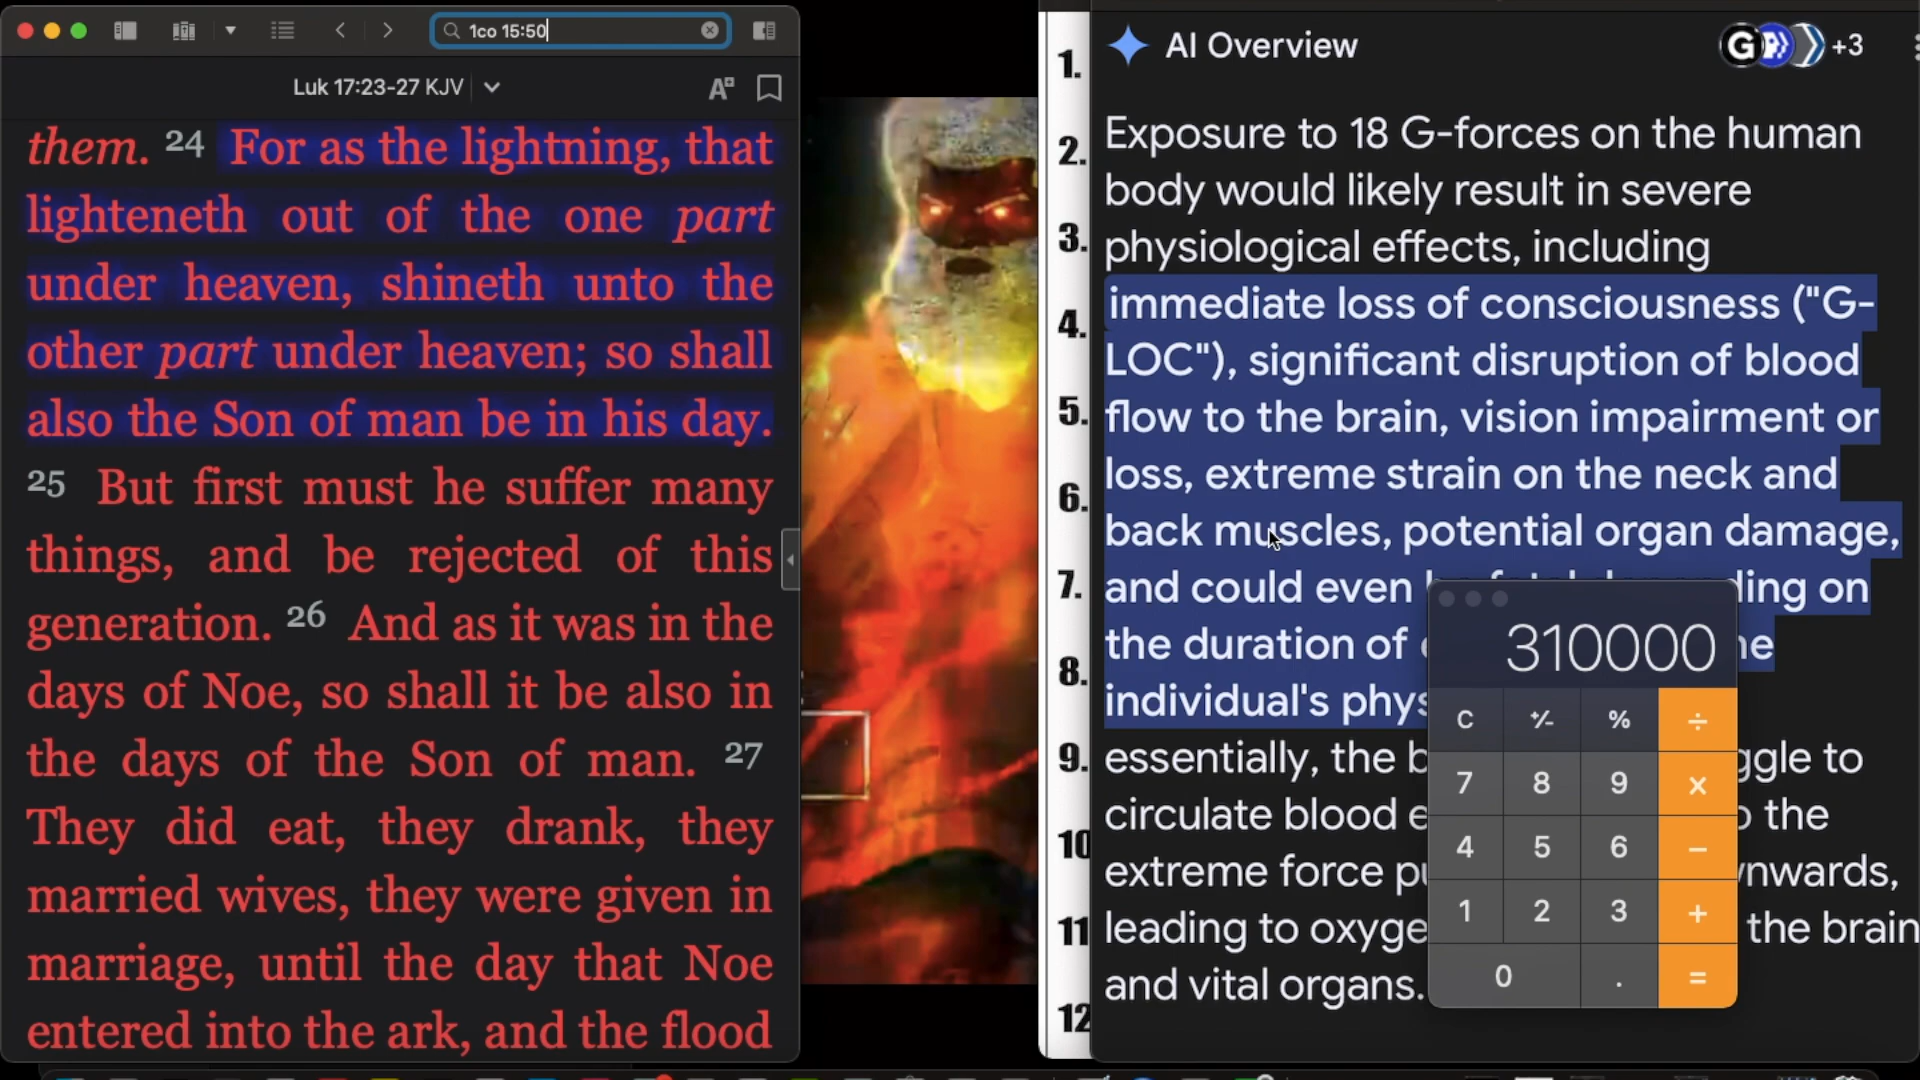 1co 15:50
Luk 17:23-27 KJV
them. 24 For as the lightning, that
lighteneth out of the one part
under heaven, shineth unto the
other part under heaven; so shall
also the Son of man be in his day.
25 But first must he suffer many
things, and be rejected of this
generation. 26 And as it was in the
days of Noe, so shall it be also in
the days of the Son of man. 27
They did eat, they drank, they
married wives, they were given in
marriage, until the day that Noe
entered into the ark, and the flood
1.
2.
3.
4.
5.
6.
7.
8.
9.
10
11
12
AI Overview
G
+3
Exposure to 18 G-forces on the human
body would likely result in severe
physiological effects, including
immediate loss of consciousness ("G-
LOC"), significant disruption of blood
flow to the brain, vision impairment or
loss, extreme strain on the neck and
back muscles, potential organ damage,
and could even
on
the duration of
individual's
essentially, the
to
circulate blood
the
extreme force
leading to
the brain
and vital organs.
310000
C +/- % ÷
7 8 9 ×
4 5 6 −
1 2 3 +
0 . =